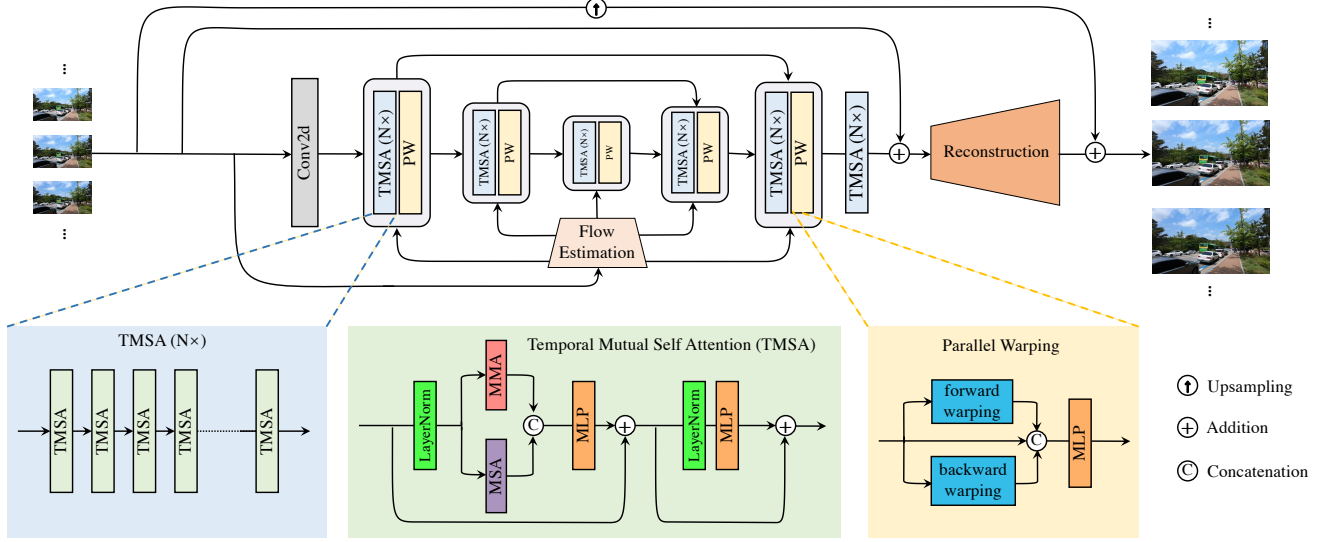 Conv2d
TMSA (N×)
PW
TMSA (N×)
PW
TMSA (N×)
PW
TMSA (N×)
PW
TMSA (N×)
PW
TMSA (N×)
Reconstruction
Flow
Estimation
TMSA (N×)
TMSA
TMSA
TMSA
TMSA
TMSA
Temporal Mutual Self Attention (TMSA)
LayerNorm
MMA
MSA
C
MLP
LayerNorm
MLP
Parallel Warping
forward
warping
backward
warping
C
MLP
Upsampling
Addition
C
Concatenation